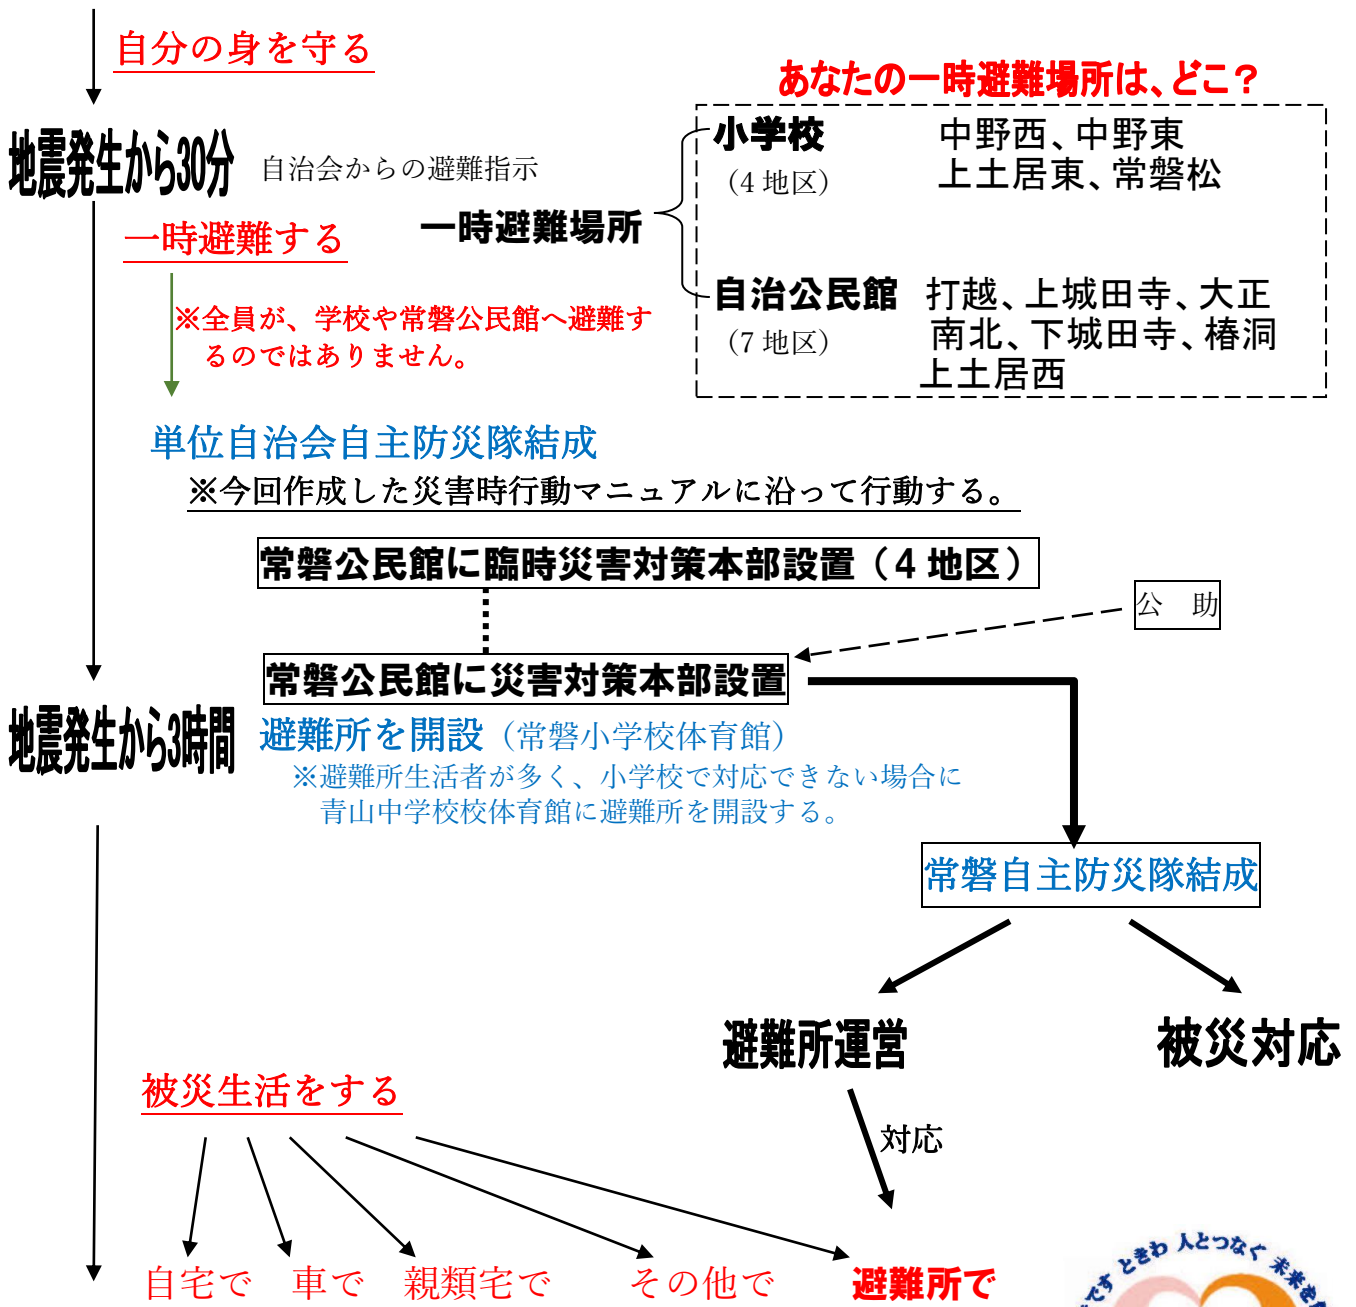 自分の身を守る
あなたの一時避難場所は、どこ？
地震発生から30分
自治会からの避難指示
小学校 中野西、中野東
（4 地区） 上土居東、常磐松
一時避難する
一時避難場所
自治公民館 打越、上城田寺、大正
（7 地区） 南北、下城田寺、椿洞
上土居西
※全員が、学校や常磐公民館へ避難す
るのではありません。
単位自治会自主防災隊結成
※今回作成した災害時行動マニュアルに沿って行動する。
常磐公民館に臨時災害対策本部設置（４地区）
公　助
常磐公民館に災害対策本部設置
地震発生から3時間
避難所を開設（常磐小学校体育館）
※避難所生活者が多く、小学校で対応できない場合に
青山中学校校体育館に避難所を開設する。
常磐自主防災隊結成
避難所運営
被災対応
被災生活をする
対応
自宅で 車で 親類宅で その他で 避難所で
です ときわ 人とつなぐ 未来を